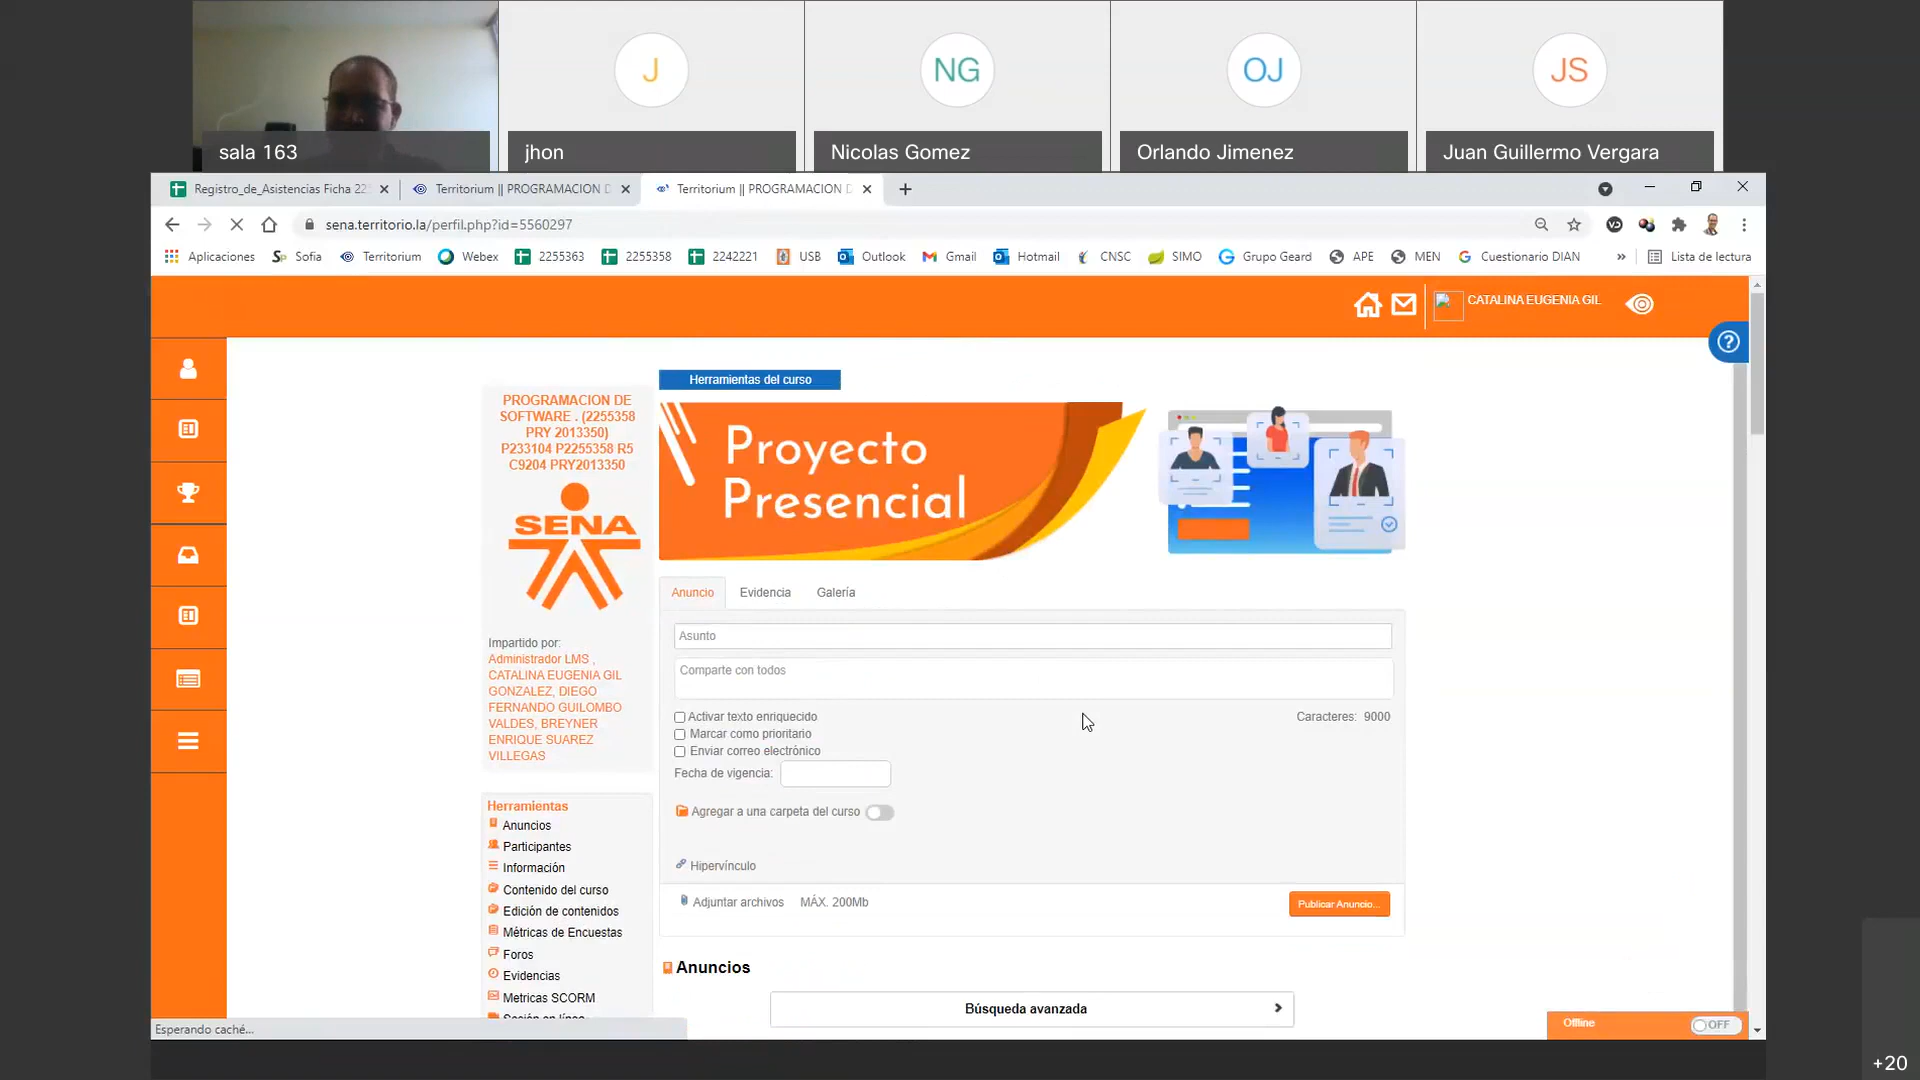 J
NG
OJ
JS
sala 163
jhon
Nicolas Gomez
Orlando Jimenez
Juan Guillermo Vergara
Registro_de_Asistencias Ficha 225
Territorium || PROGRAMACION D
Territorium || PROGRAMACION D
sena.territorio.la/perfil.php?id=5560297
Aplicaciones
Sofia
Territorium
Webex
2255363
2255358
2242221
USB
Outlook
Gmail
Hotmail
CNSC
SIMO
Grupo Geard
APE
MEN
Cuestionario DIAN
»
Lista de lectura
CATALINA EUGENIA GIL
Herramientas del curso
PROGRAMACION DE
SOFTWARE . (2255358
PRY 2013350)
P233104 P2255358 R5
C9204 PRY2013350
SENA
Proyecto
Presencial
Impartido por:
Administrador LMS ,
CATALINA EUGENIA GIL
GONZALEZ, DIEGO
FERNANDO GUILOMBO
VALDES, BREYNER
ENRIQUE SUAREZ
VILLEGAS
Anuncio
Evidencia
Galería
Asunto
Comparte con todos
Activar texto enriquecido
Caracteres: 9000
Marcar como prioritario
Enviar correo electrónico
Fecha de vigencia:
Agregar a una carpeta del curso
Hipervínculo
Adjuntar archivos
MÁX. 200Mb
Publicar Anuncio...
Herramientas
Anuncios
Participantes
Información
Contenido del curso
Edición de contenidos
Métricas de Encuestas
Foros
Evidencias
Metricas SCORM
Sesión en línea
Anuncios
Búsqueda avanzada
Offline
OFF
Esperando caché...
+20